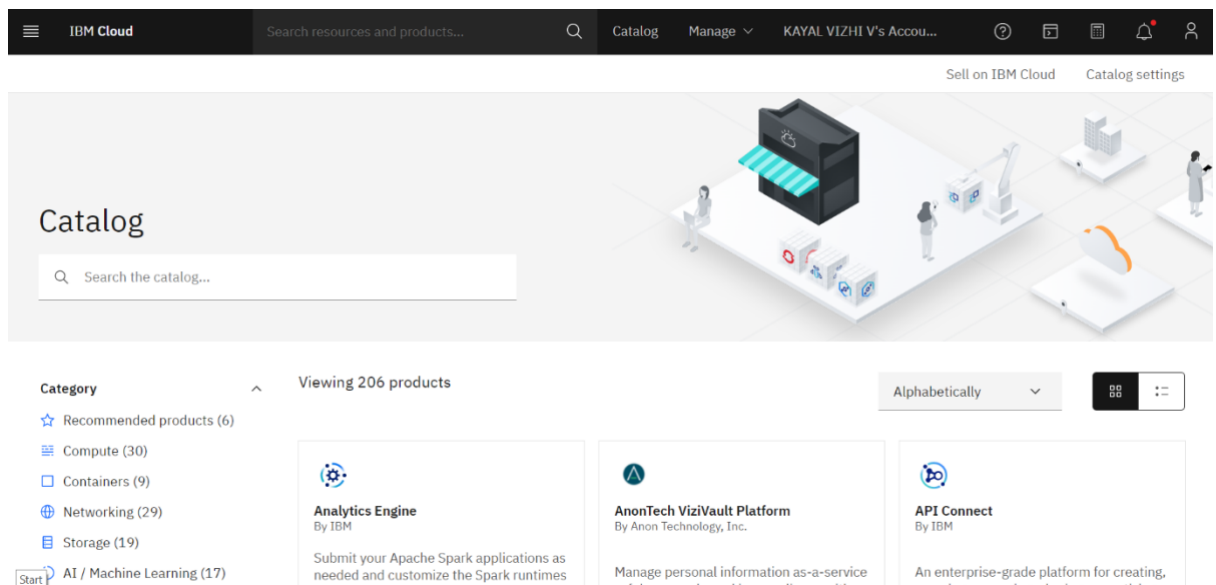 IBM Cloud
Search resources and products...
Catalog
Manage
KAYAL VIZHI V's Accou...
Sell on IBM Cloud
Catalog settings
Catalog
Search the catalog...
Category
Viewing 206 products
Alphabetically
Recommended products (6)
Compute (30)
Containers (9)
Networking (29)
Storage (19)
AI / Machine Learning (17)
Start
Analytics Engine
By IBM
Submit your Apache Spark applications as
needed and customize the Spark runtimes
AnonTech ViziVault Platform
By Anon Technology, Inc.
Manage personal information as-a-service
API Connect
By IBM
An enterprise-grade platform for creating,